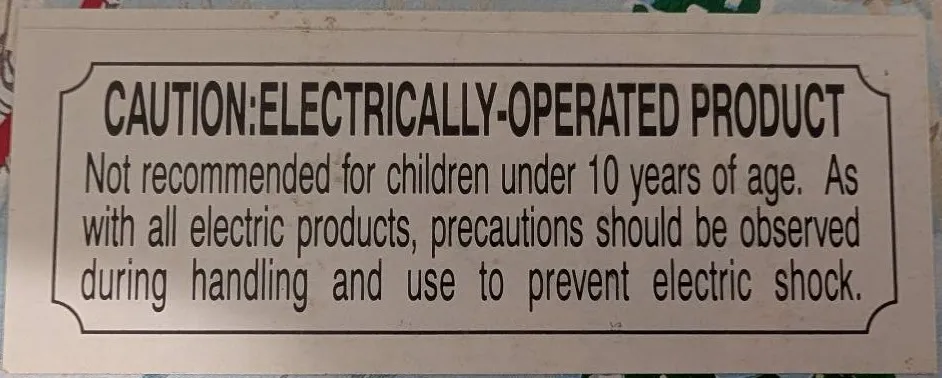 CAUTION:ELECTRICALLY-OPERATED PRODUCT
Not recommended for children under 10 years of age. As
with all electric products, precautions should be observed
during handling and use to prevent electric shock.